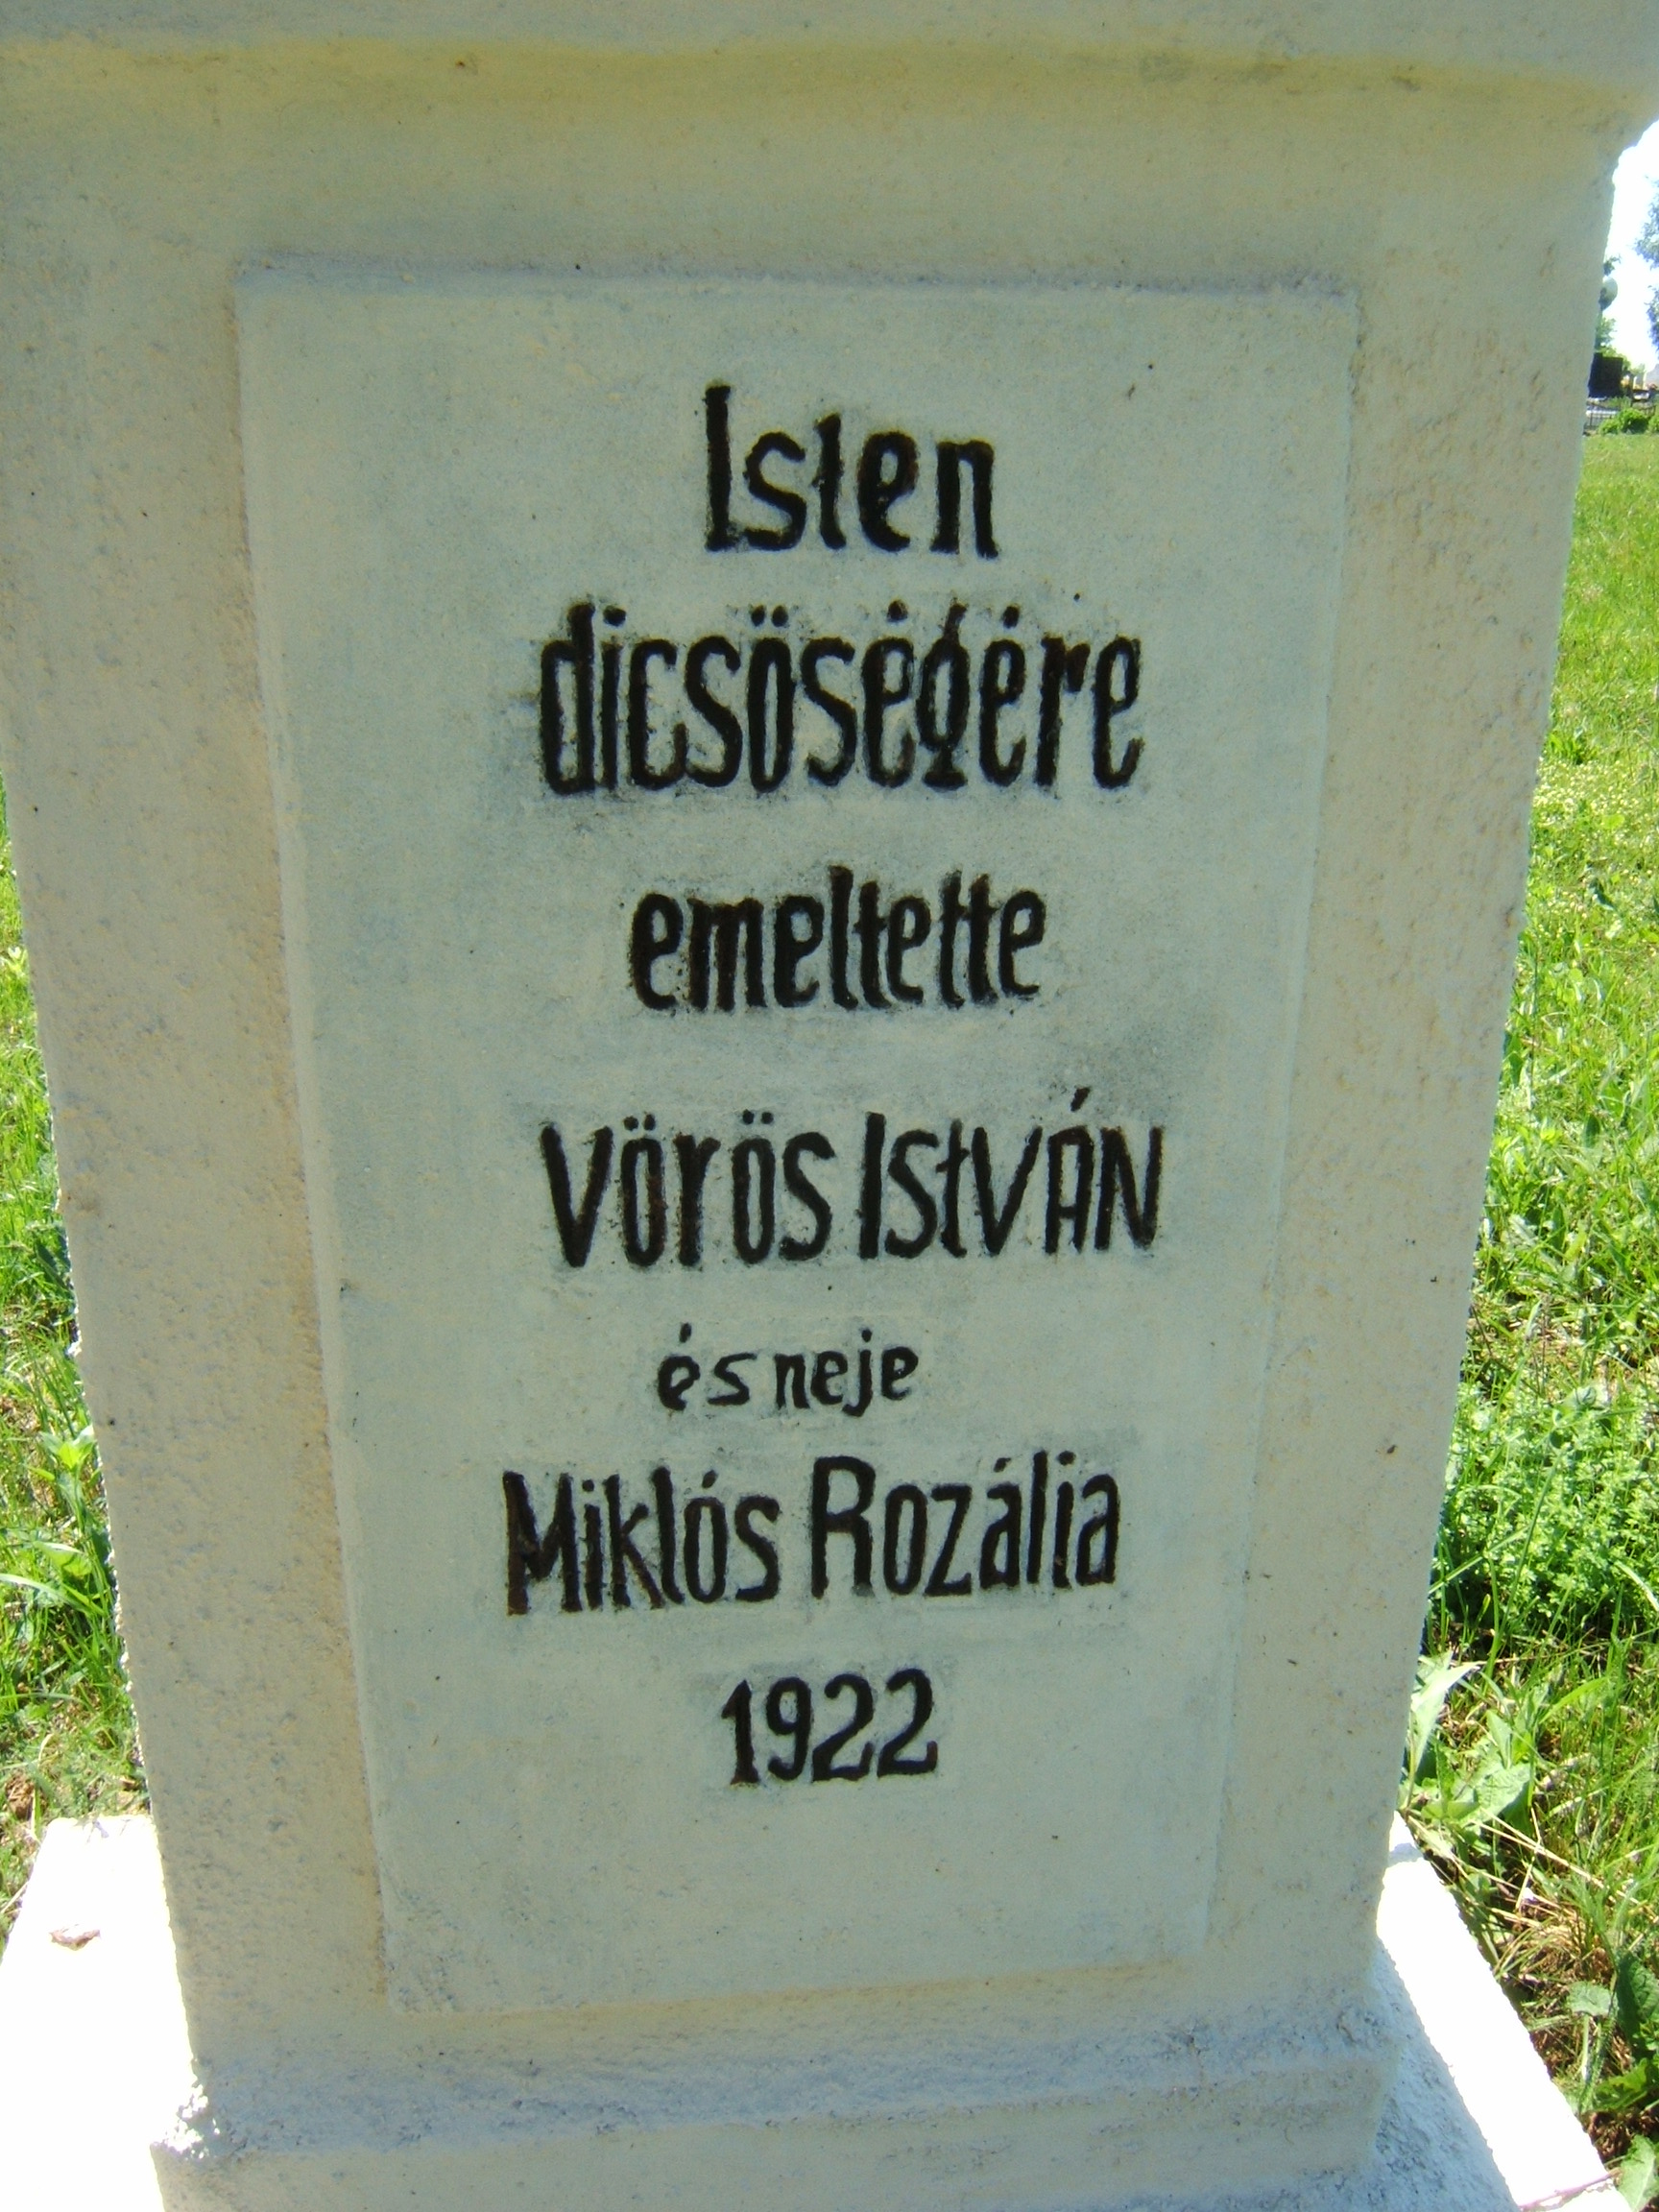 Isten
dicsöségére
emeltette
Vörös IstVÁN
és neje
Miklós Rozália
1922